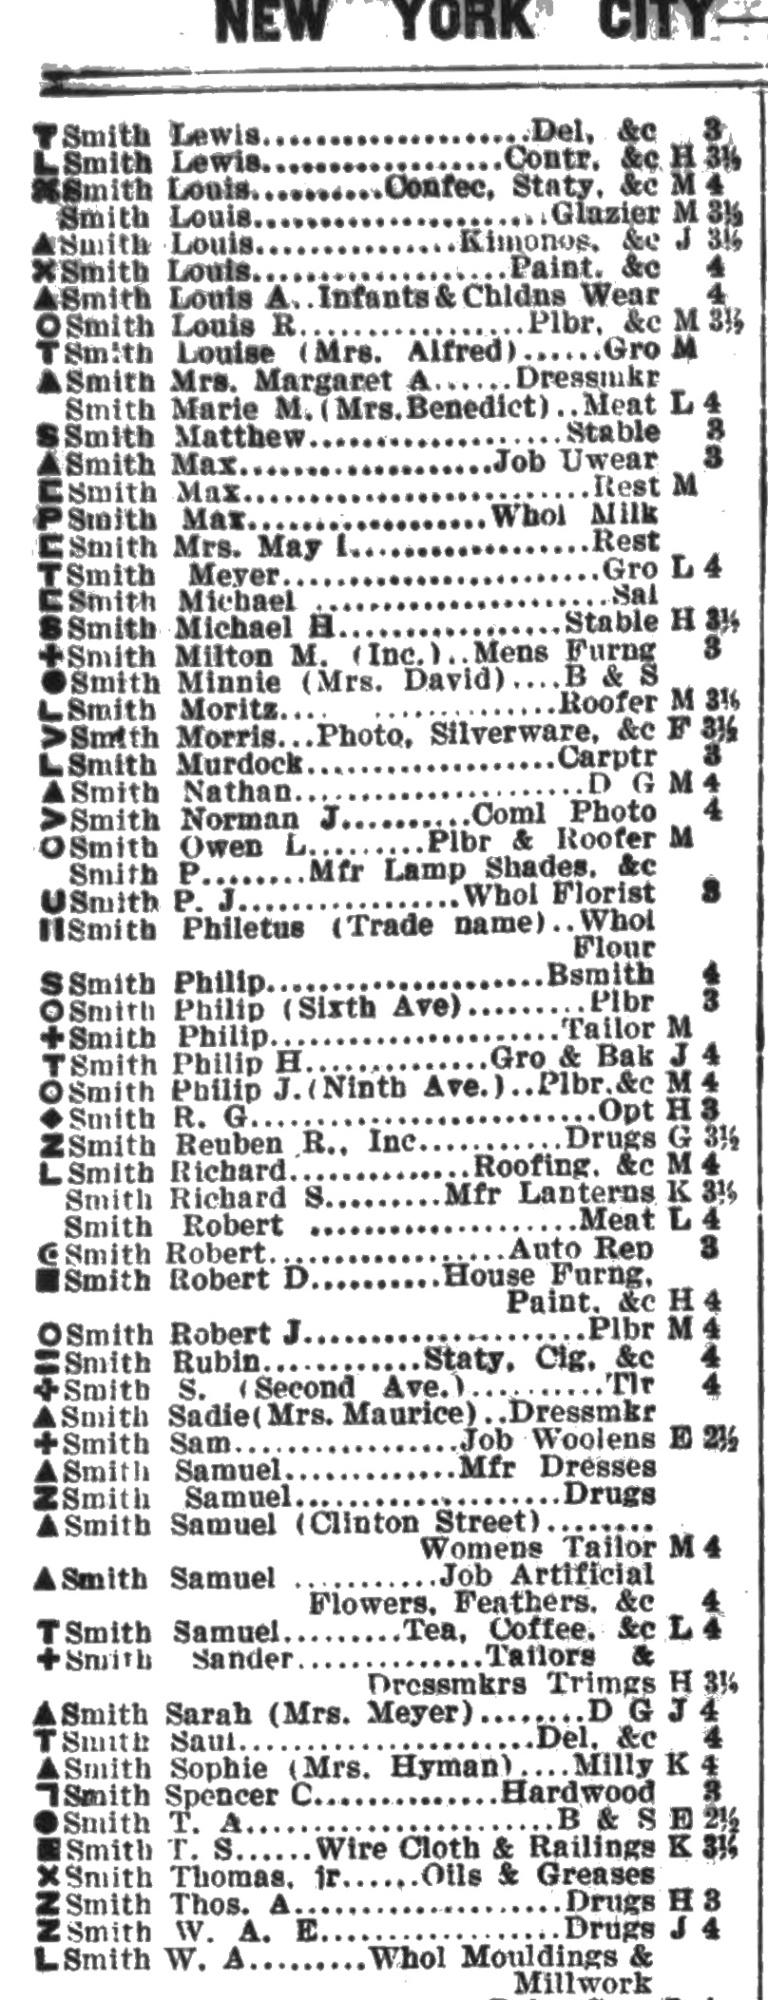 NEW YORK CITY—
T Smith Lewis....................Del, &c 3
L Smith Lewis..................Contr, &c H 3½
Smith Louis..........Confec, Staty, &c M 4
Smith Louis......................Glazier M 3½
▲ Smith Louis...............Kimonos, &c J 3½
✕ Smith Louis...................Paint, &c 4
▲ Smith Louis A..Infants & Chldns Wear 4
O Smith Louis R.................Plbr, &c M 3½
T Smith Louise (Mrs. Alfred)......Gro M
▲ Smith Mrs. Margaret A......Dressmkr
Smith Marie M.(Mrs.Benedict)..Meat L 4
S Smith Matthew...................Stable 3
▲ Smith Max...................Job Uwear 3
⊏ Smith Max..........................Rest M
P Smith Max..................Whol Milk
⊏ Smith Mrs. May I..................Rest
T Smith Meyer........................Gro L 4
⊏ Smith Michael ......................Sal
S Smith Michael H.................Stable H 3½
✚ Smith Milton M. (Inc.)..Mens Furng 3
● Smith Minnie (Mrs. David)....B & S
L Smith Moritz.... ..............Roofer M 3½
> Smith Morris...Photo, Silverware, &c F 3½
L Smith Murdock...................Carptr 3
▲ Smith Nathan......................D G M 4
> Smith Norman J..........Coml Photo 4
O Smith Owen L.........Plbr & Roofer M
Smith P........Mfr Lamp Shades, &c
U Smith P. J.................Whol Florist 3
Smith Philetus (Trade name)..Whol
Flour
S Smith Philip.....................Bsmith 4
⊙ Smith Philip (Sixth Ave).........Plbr 3
✚ Smith Philip......................Tailor M
T Smith Philip H..............Gro & Bak J 4
⊙ Smith Philip J.(Ninth Ave.)..Plbr,&c M 4
◆ Smith R. G..........................Opt H 3
Z Smith Reuben R., Inc...........Drugs G 3½
L Smith Richard..............Roofing, &c M 4
Smith Richard S.........Mfr Lanterns K 3½
Smith Robert ....................Meat L 4
Smith Robert..................Auto Rep 3
■ Smith Robert D..........House Furng,
Paint, &c H 4
O Smith Robert J.....................Plbr M 4
Smith Rubin............Staty, Cig, &c 4
✚ Smith S. (Second Ave.)..........Tlr 4
▲ Smith Sadie(Mrs. Maurice)..Dressmkr
✚ Smith Sam.................Job Woolens E 2½
▲ Smith Samuel.............Mfr Dresses
Z Smith Samuel....................Drugs
▲ Smith Samuel (Clinton Street)........
Womens Tailor M 4
▲ Smith Samuel ...........Job Artificial
Flowers, Feathers, &c 4
T Smith Samuel.........Tea, Coffee, &c L 4
✚ Smith Sander..............Tailors &
Dressmkrs Trimgs H 3½
▲ Smith Sarah (Mrs. Meyer)........D G J 4
T Smith Saul.......................Del, &c 4
▲ Smith Sophie (Mrs. Hyman)....Milly K 4
Smith Spencer C..............Hardwood 3
● Smith T. A.......................B & S E 2½
Smith T. S......Wire Cloth & Railings K 3½
✕ Smith Thomas, jr......Oils & Greases
Z Smith Thos. A....................Drugs H 3
Z Smith W. A. E..................Drugs J 4
L Smith W. A.........Whol Mouldings &
Millwork